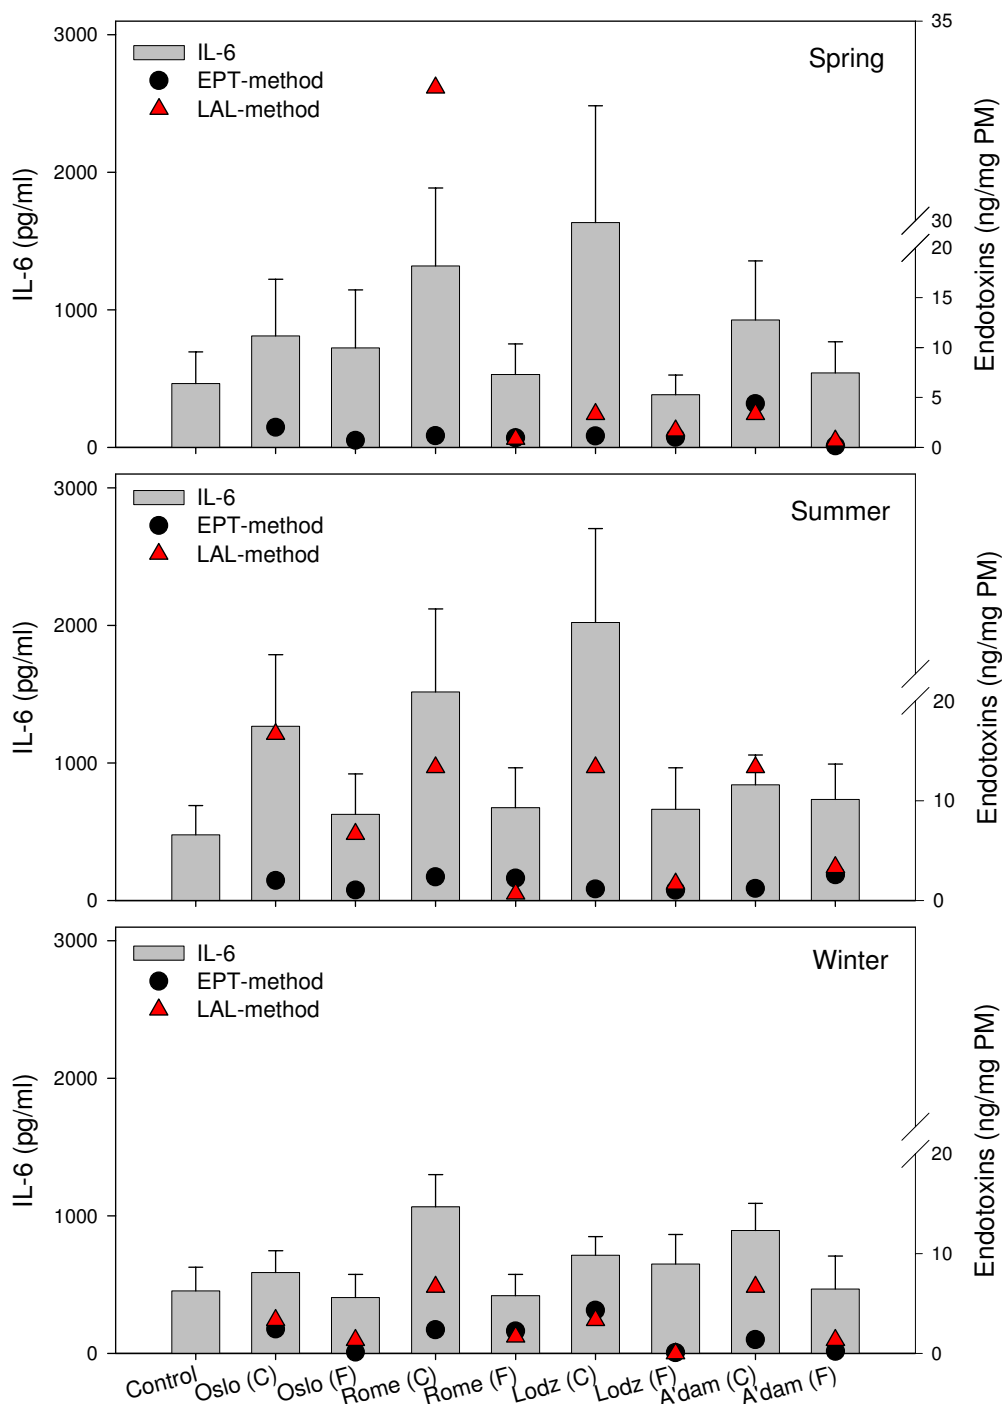 3000
2000
1000
0
IL-6 (pg/ml)
IL-6
EPT-method
LAL-method
Spring
35
30
20
15
10
5
0
Endotoxins (ng/mg PM)
3000
2000
1000
0
IL-6 (pg/ml)
IL-6
EPT-method
LAL-method
Summer
20
10
0
Endotoxins (ng/mg PM)
3000
2000
1000
0
IL-6 (pg/ml)
IL-6
EPT-method
LAL-method
Winter
20
10
0
Endotoxins (ng/mg PM)
Control
Oslo (C)
Oslo (F)
Rome (C)
Rome (F)
Lodz (C)
Lodz (F)
A'dam (C)
A'dam (F)